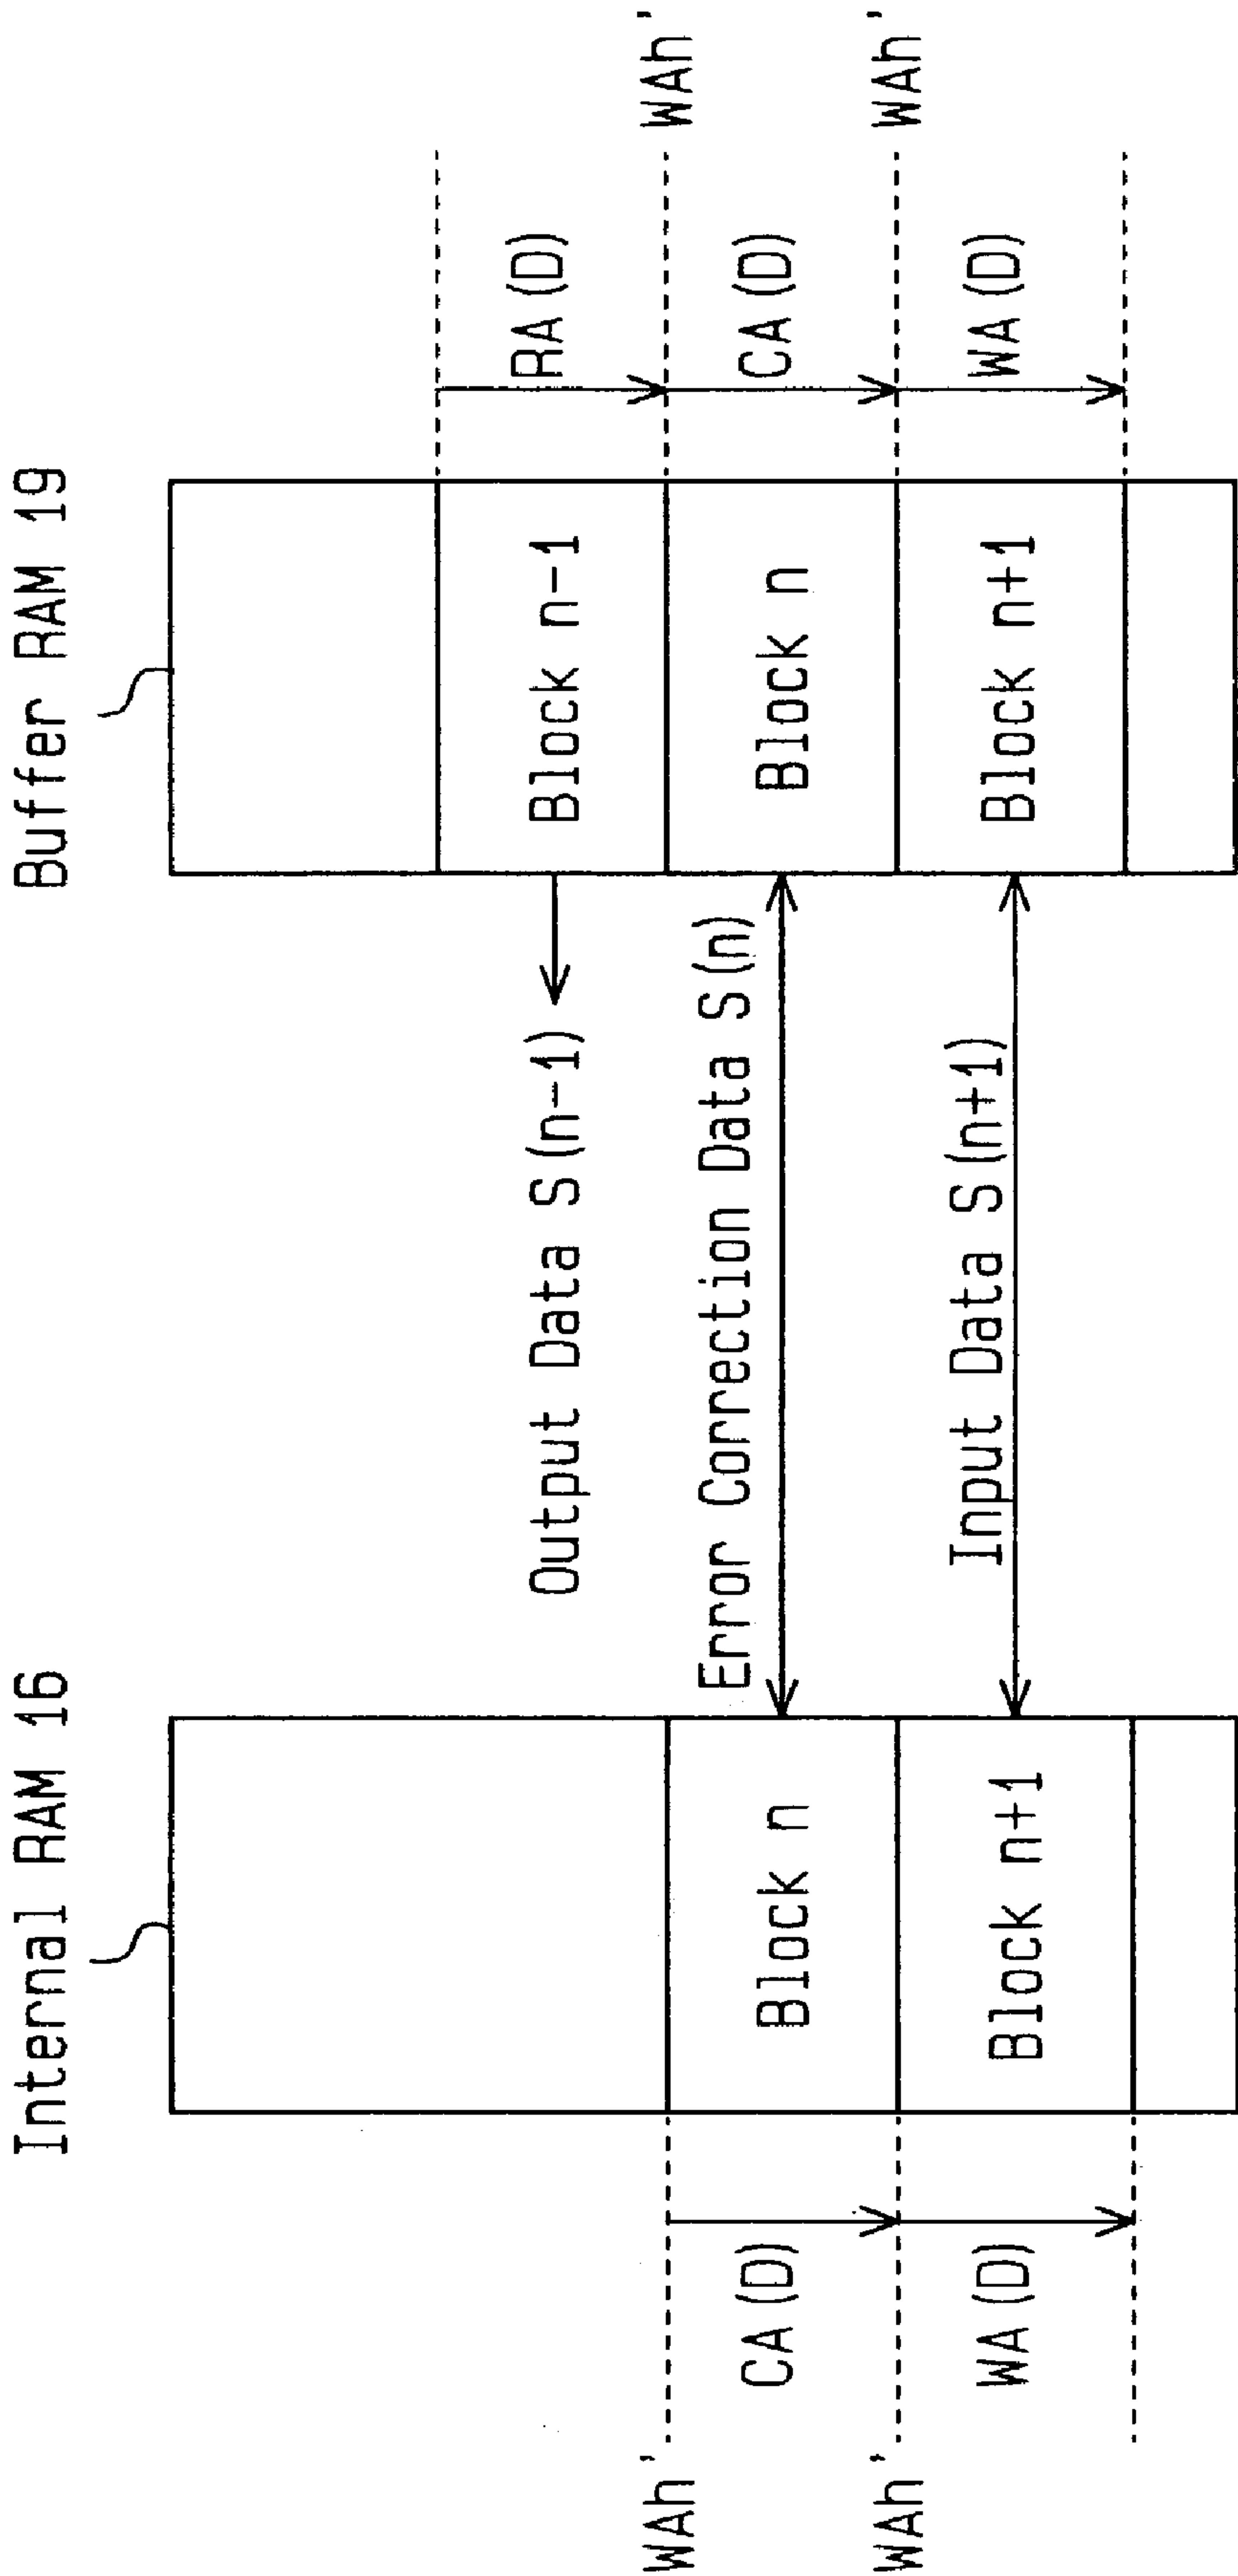 Internal RAM 16
Buffer RAM 19
Block n-1
RA (D)
Output Data S (n-1)
WAh'
WAh'
CA (D)
Block n
Error Correction Data S (n)
Block n
CA (D)
WAh'
WAh'
WA (D)
Block n+1
Input Data S (n+1)
Block n+1
WA (D)